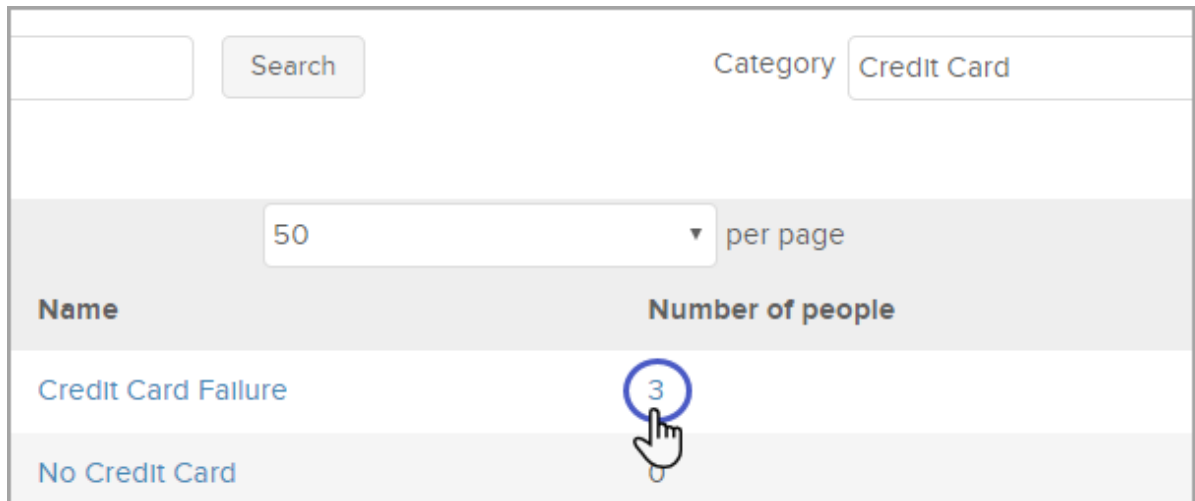 Search Category Credit Card
50 per page
Name Number of people
Credit Card Failure 3
No Credit Card 0